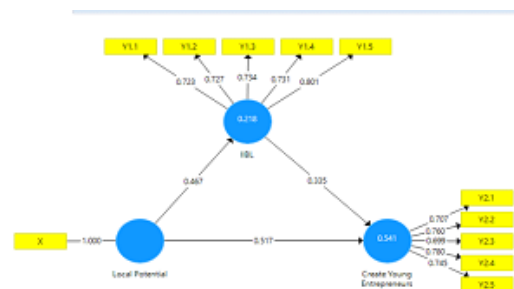 Y1.1 Y1.2 Y1.3 Y1.4 Y1.5
0.723 0.727 0.734 0.731 0.801
0.218
0.467 0.335
Y2.1
0.707 Y2.2
0.760
X 1.000 0.517 0.541 0.699 Y2.3
0.780 Y2.4
0.745
Local Potential Create Young
Entrepreneurs Y2.5